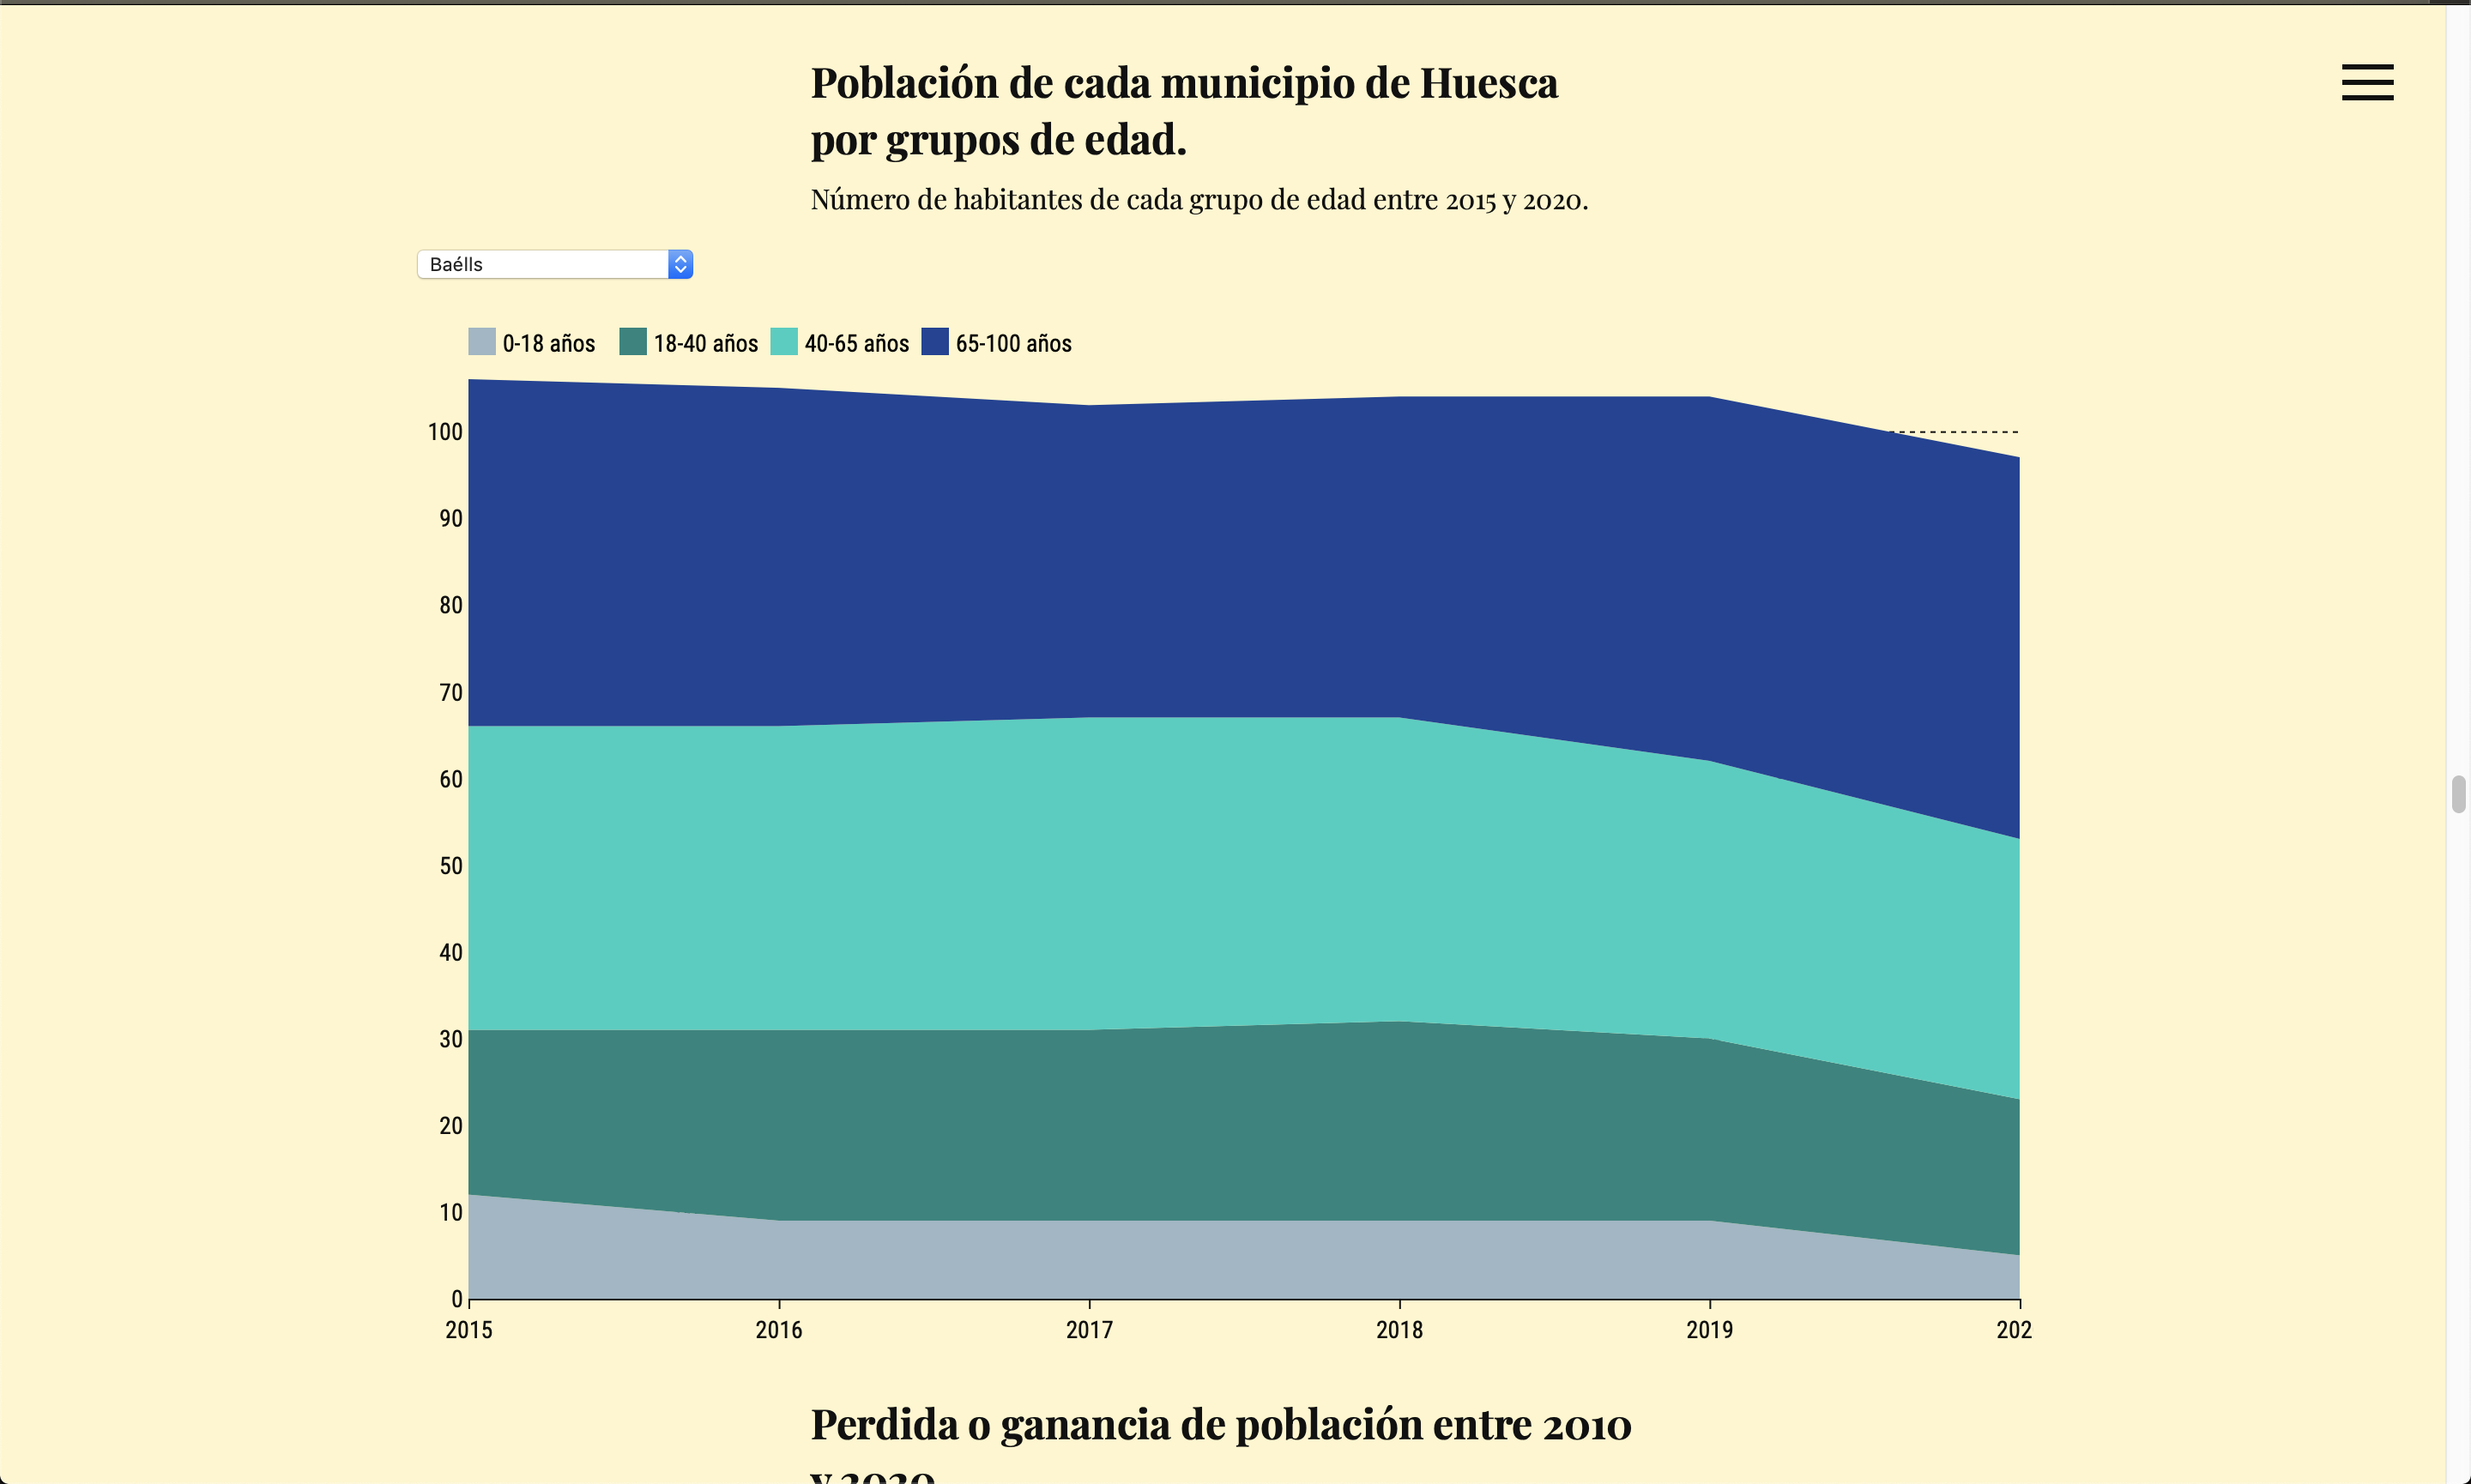 Población de cada municipio de Huesca
por grupos de edad.
Número de habitantes de cada grupo de edad entre 2015 y 2020.
Baélls
0-18 años 18-40 años 40-65 años 65-100 años
100
90
80
70
60
50
40
30
20
10
0
2015 2016 2017 2018 2019 202
Perdida o ganancia de población entre 2010
y 2020